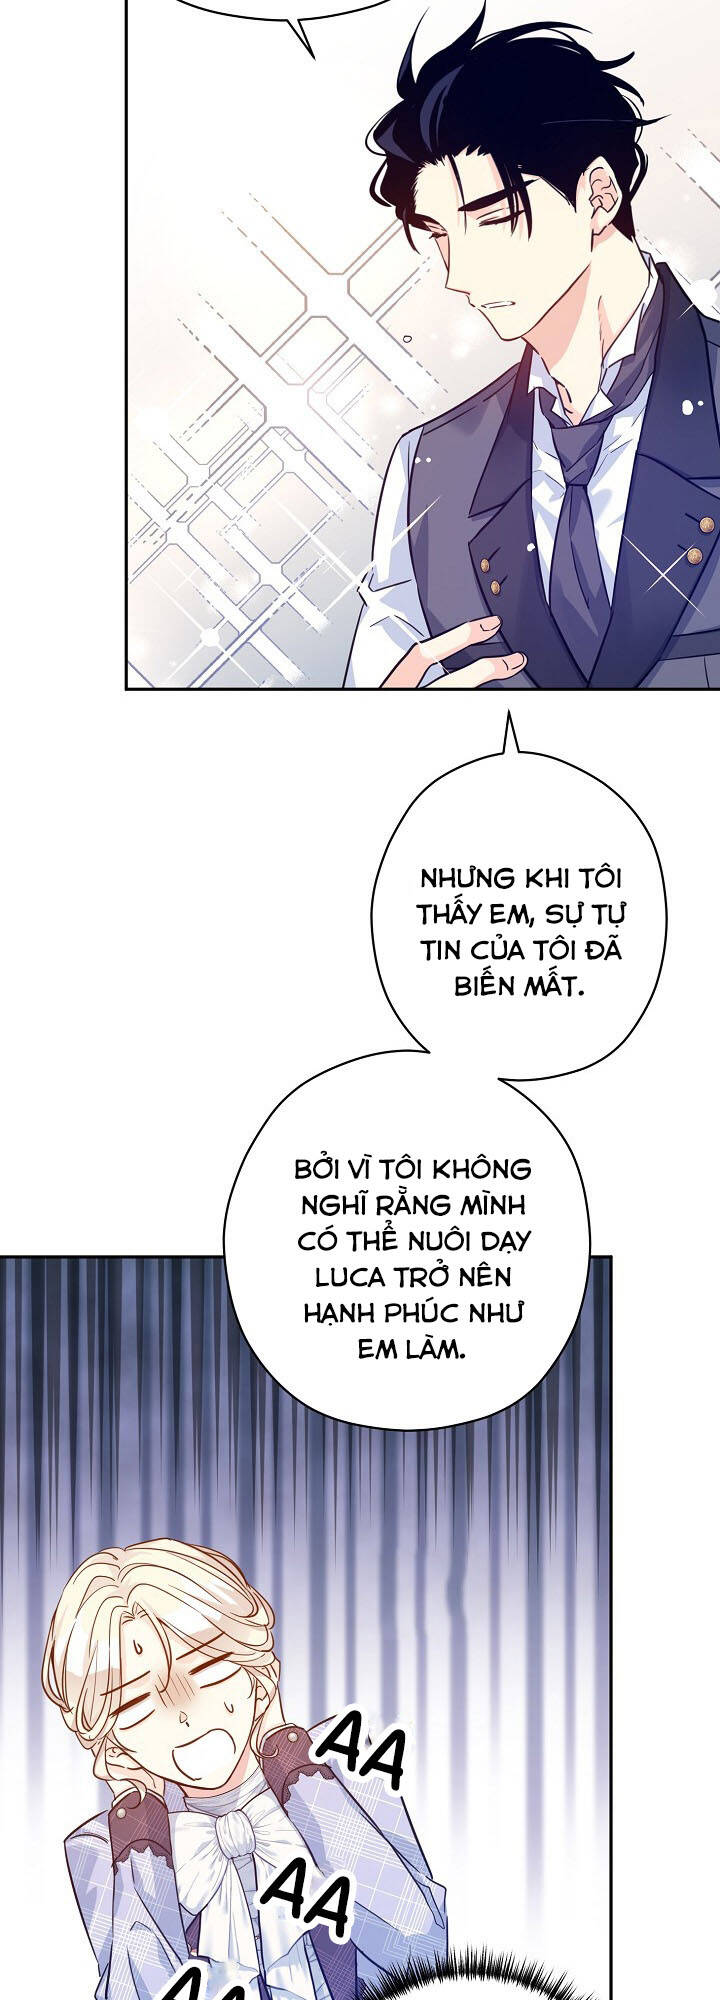 NHƯNG KHI TÔI
THẤY EM, SỰ TỰ
TIN CỦA TÔI ĐÃ
BIẾN MẤT.
BỞI VÌ TÔI KHÔNG
NGHĨ RẰNG MÌNH
CÓ THỂ NUÔI DẠY
LUCA TRỞ NÊN
HẠNH PHÚC NHƯ
EM LÀM.
AA
AA
AA